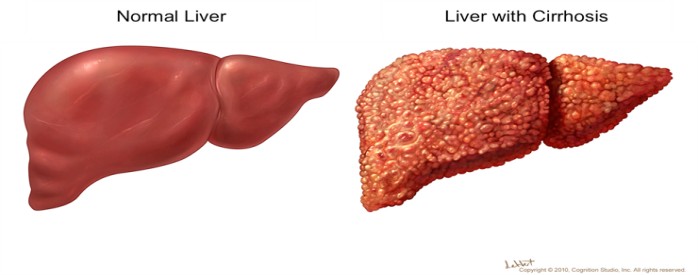 Normal Liver
Liver with Cirrhosis
Copyright © 2010, Cognition Studio, Inc. All rights reserved.